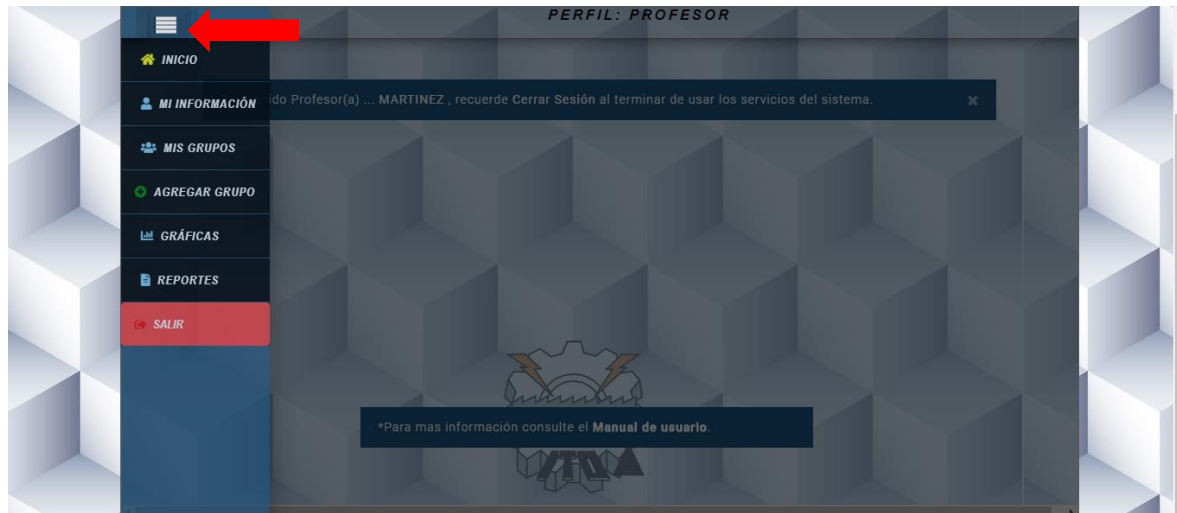 PERFIL: PROFESOR
INICIO
ido Profesor(a) ... MARTINEZ , recuerde Cerrar Sesión al terminar de usar los servicios del sistema. ×
MI INFORMACIÓN
MIS GRUPOS
AGREGAR GRUPO
GRÁFICAS
REPORTES
SALIR
*Para mas información consulte el Manual de usuario.
ITO